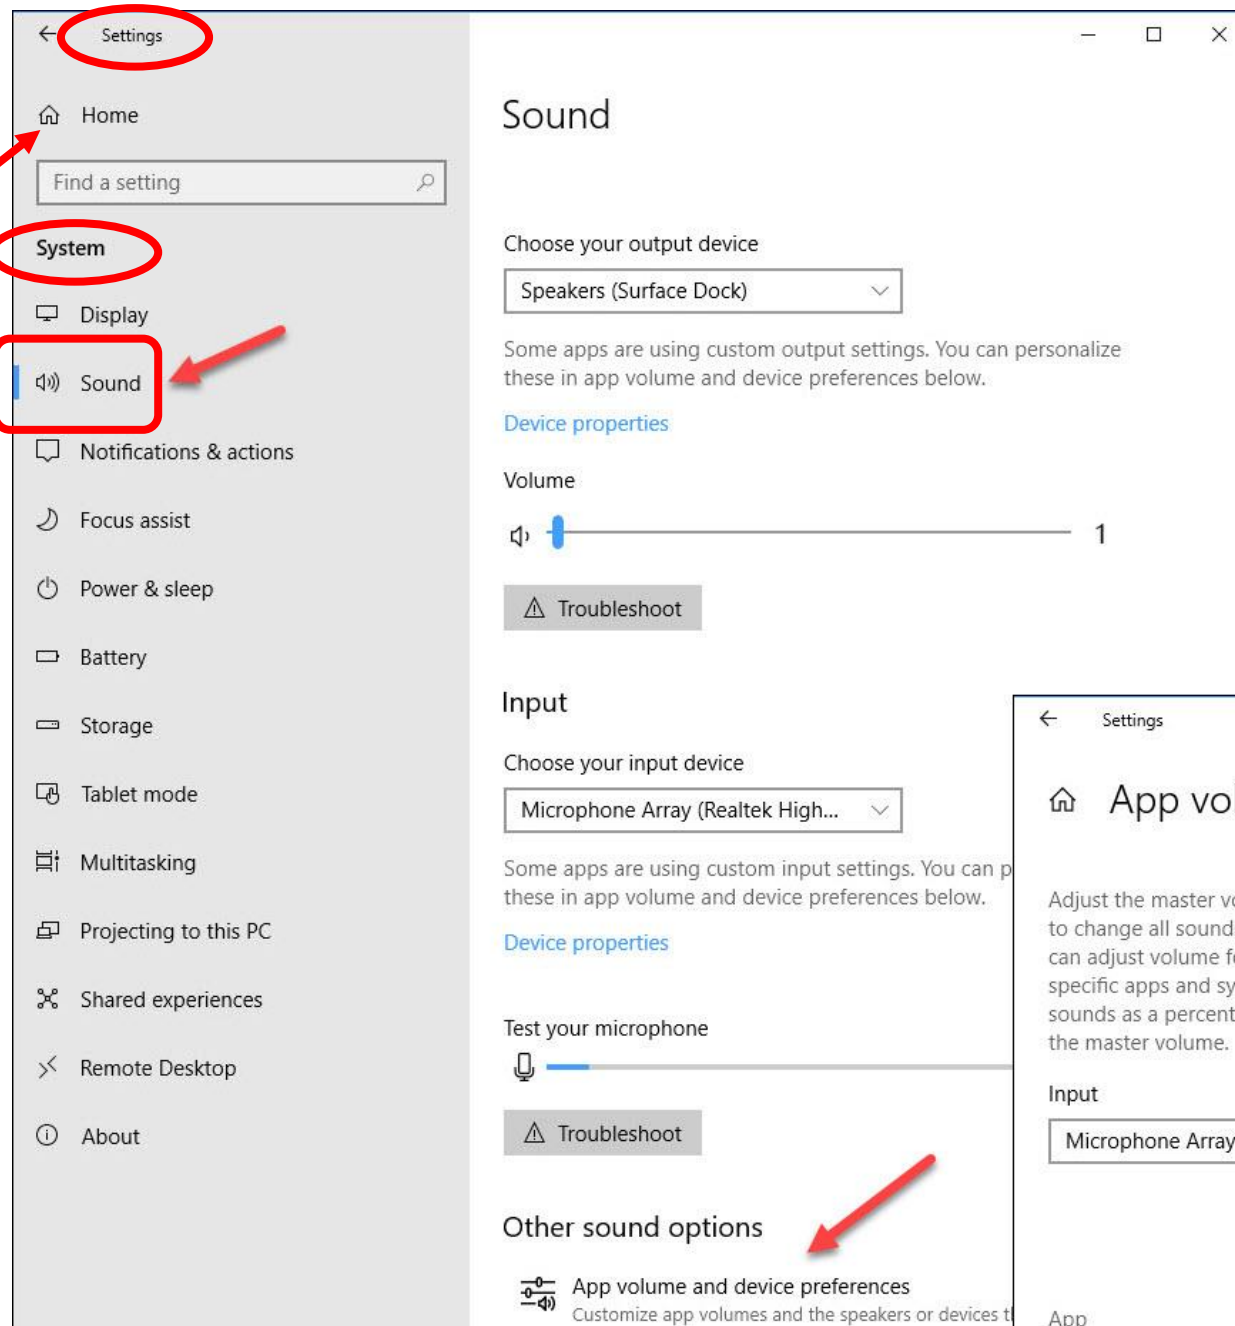 Settings
Home
Find a setting
System
Display
Sound
Notifications & actions
Focus assist
Power & sleep
Battery
Storage
Tablet mode
Multitasking
Projecting to this PC
Shared experiences
Remote Desktop
About
Sound
Choose your output device
Speakers (Surface Dock)
Some apps are using custom output settings. You can personalize
these in app volume and device preferences below.
Device properties
Volume
1
Troubleshoot
Input
Choose your input device
Microphone Array (Realtek High...
Some apps are using custom input settings. You can p
these in app volume and device preferences below.
Device properties
Test your microphone
Troubleshoot
Other sound options
App volume and device preferences
Customize app volumes and the speakers or devices t
Settings
App vol
Adjust the master vo
to change all sound
can adjust volume f
specific apps and sy
sounds as a percent
the master volume.
Input
Microphone Array
App